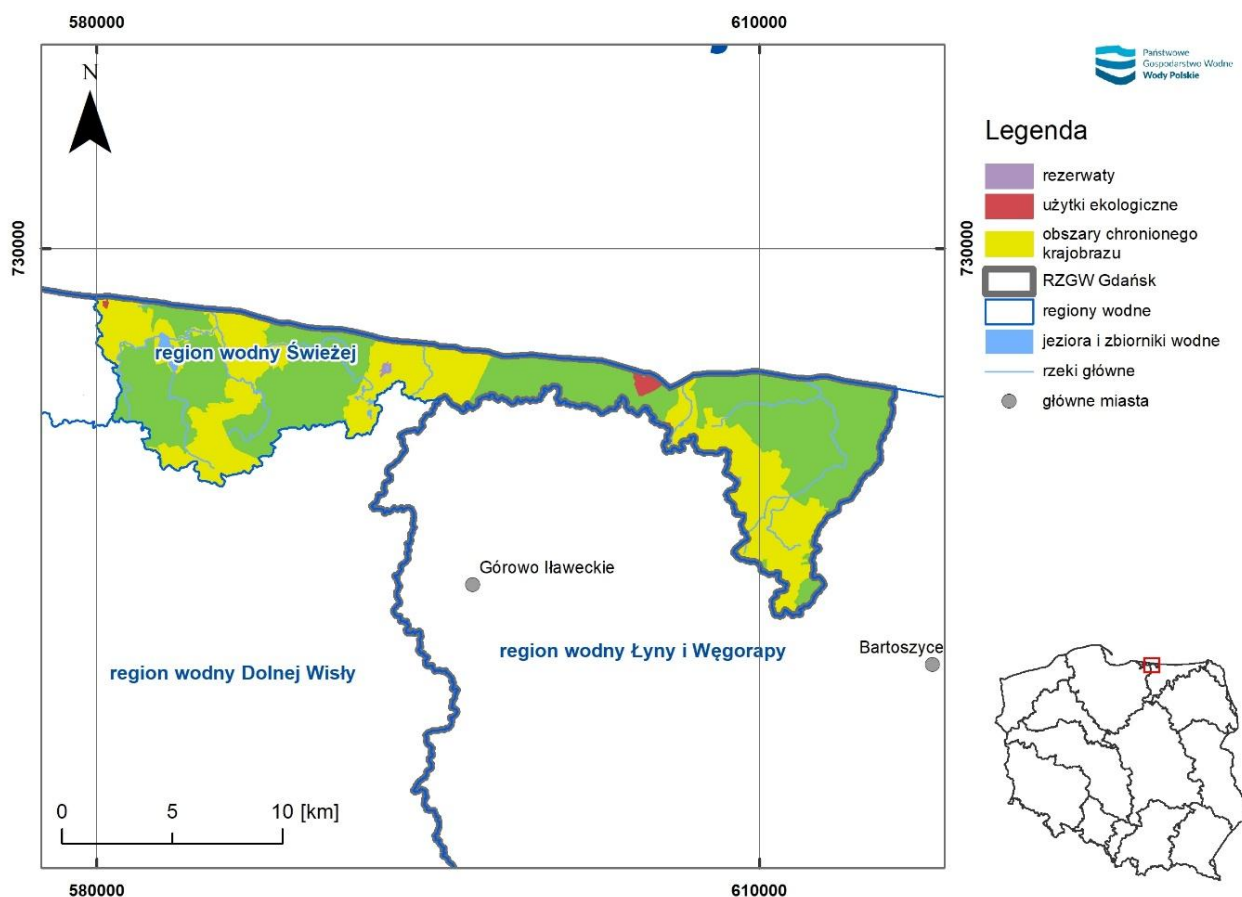 580000
610000
Państwowe
Gospodarstwo Wodne
Wody Polskie
N
Legenda
rezerwaty
użytki ekologiczne
obszary chronionego
krajobrazu
RZGW Gdańsk
regiony wodne
jeziora i zbiorniki wodne
rzeki główne
główne miasta
730000
730000
region wodny Świeżej
Górowo Iławeckie
region wodny Łyny i Węgorapy
Bartoszyce
region wodny Dolnej Wisły
0 5 10 [km]
580000
610000